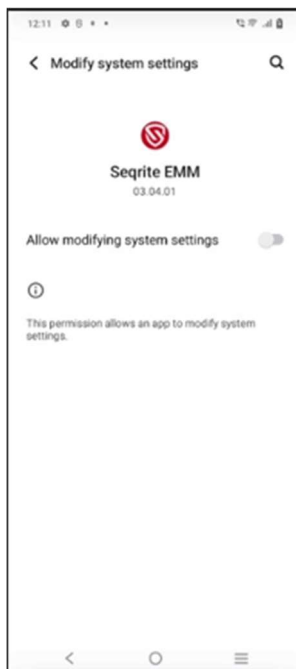 12:11
Modify system settings
Seqrite EMM
03.04.01
Allow modifying system settings
This permission allows an app to modify system
settings.